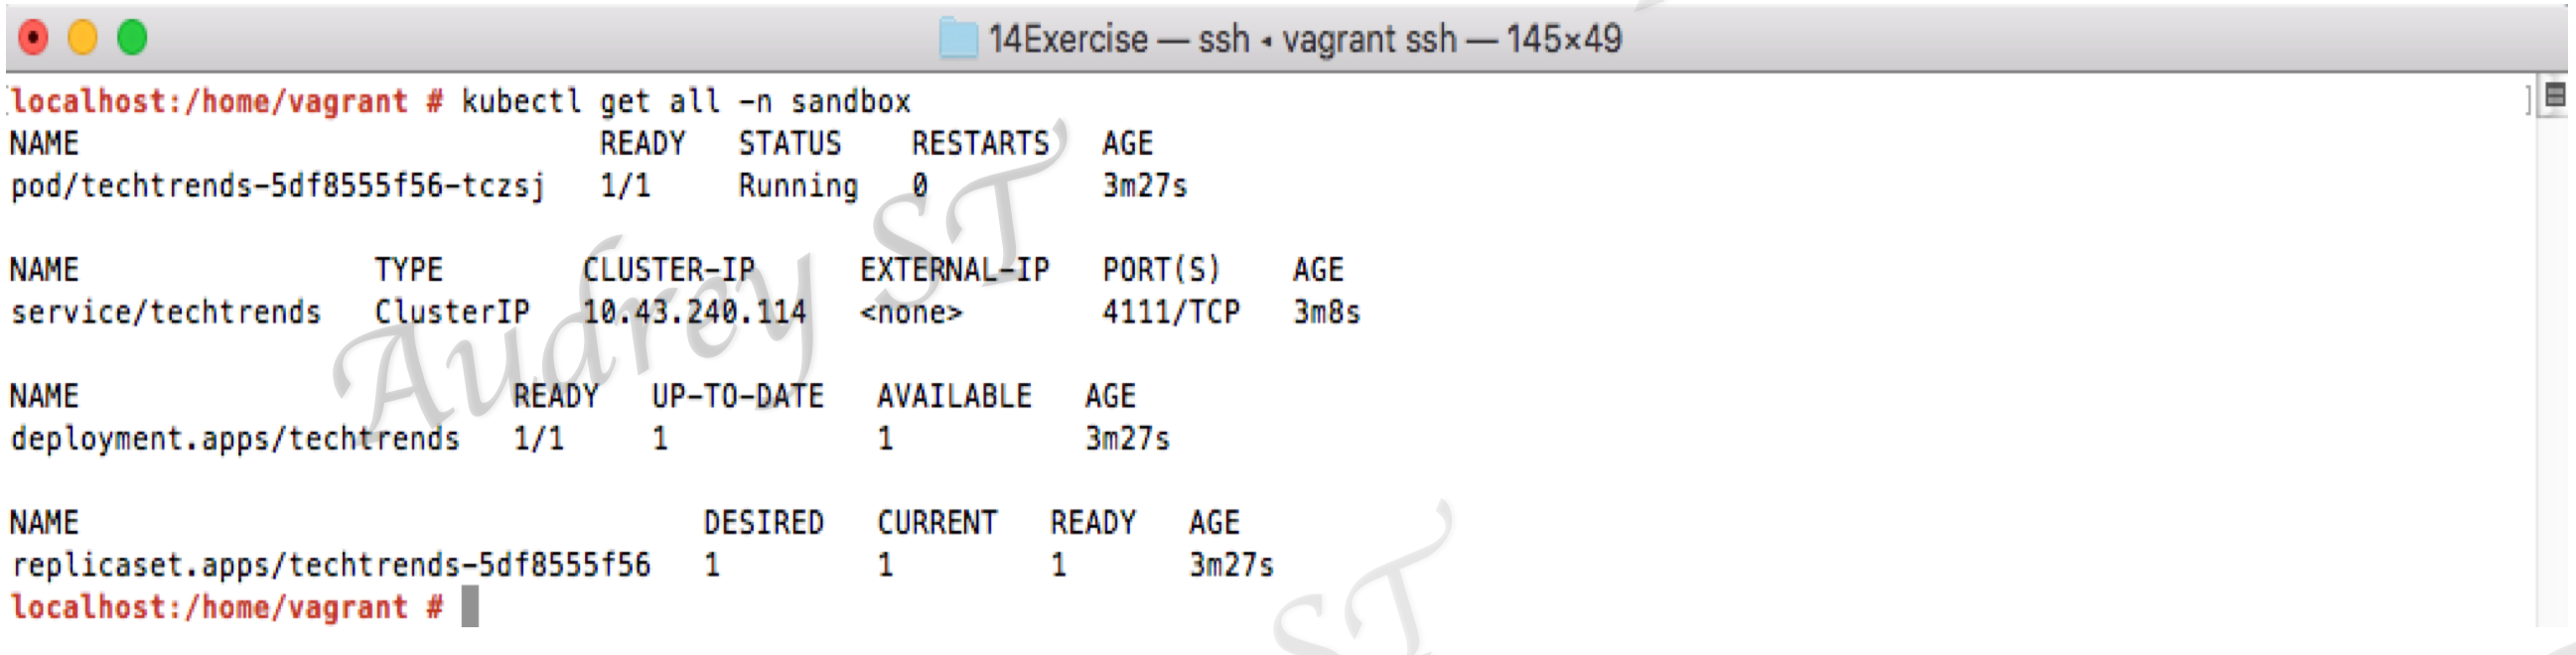 14Exercise — ssh ◂ vagrant ssh — 145×49
localhost:/home/vagrant # kubectl get all -n sandbox
NAME                                  READY   STATUS    RESTARTS   AGE
pod/techtrends-5df8555f56-tczsj   1/1     Running   0          3m27s
NAME                 TYPE        CLUSTER-IP      EXTERNAL-IP   PORT(S)    AGE
service/techtrends   ClusterIP   10.43.240.114   <none>        4111/TCP   3m8s
NAME                         READY   UP-TO-DATE   AVAILABLE   AGE
deployment.apps/techtrends   1/1     1            1           3m27s
NAME                                    DESIRED   CURRENT   READY   AGE
replicaset.apps/techtrends-5df8555f56   1         1         1       3m27s
localhost:/home/vagrant #
Audrey ST
ST